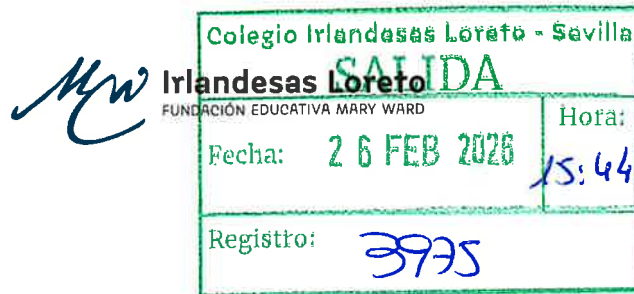 Colegio Irlandesas Loreto - Sevilla
SALIDA
MW Irlandesas Loreto
FUNDACIÓN EDUCATIVA MARY WARD
Hora:
Fecha: 26 FEB 2026
15:44
Registro: 3975